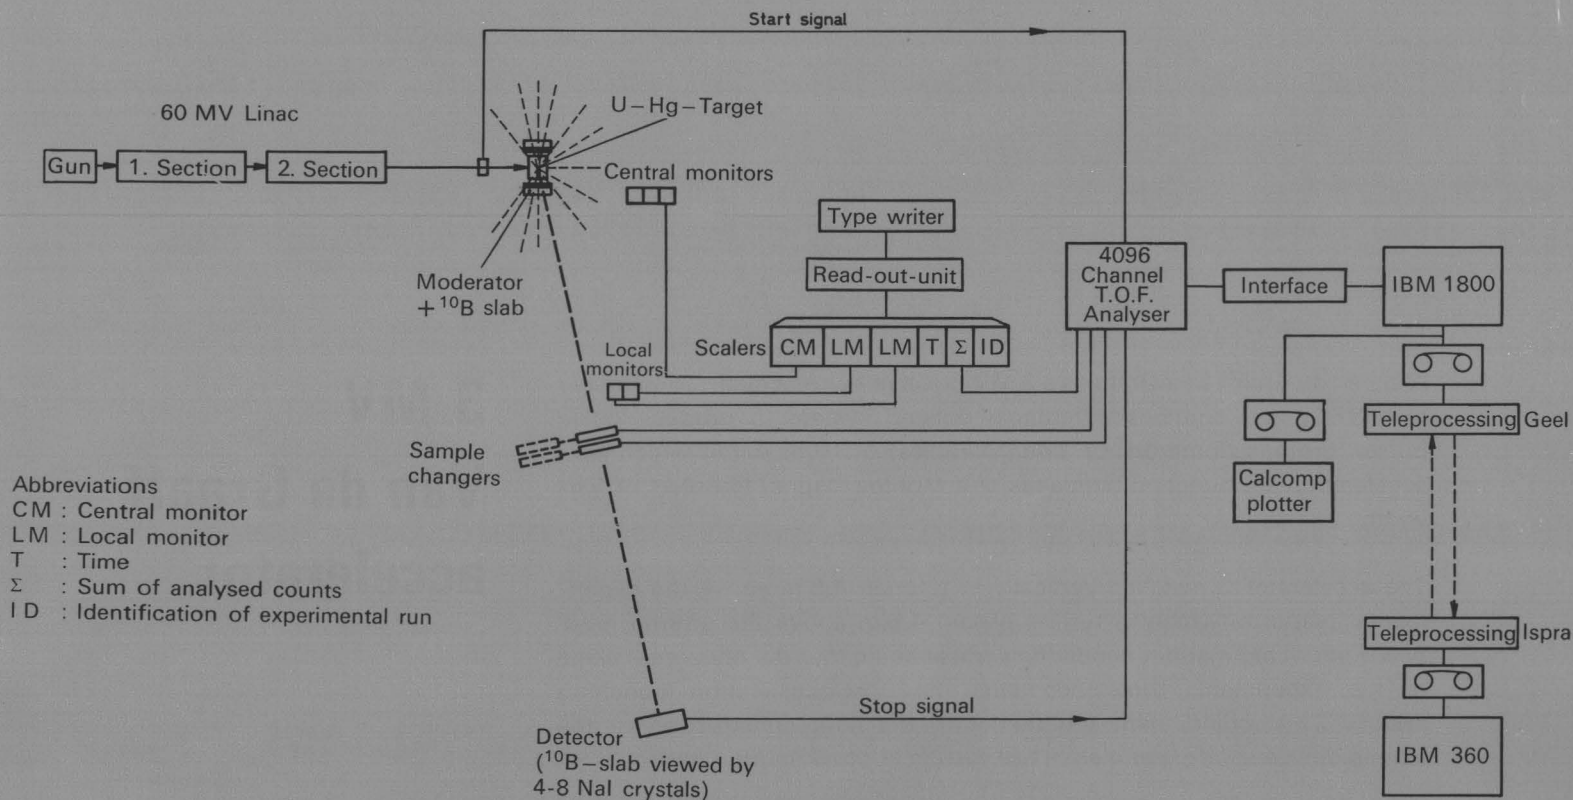 Start signal
60 MV Linac
U-Hg-Target
Gun
1. Section
2. Section
Central monitors
Type writer
Moderator
+ ¹⁰B slab
Read-out-unit
4096
Channel
T.O.F.
Analyser
Interface
IBM 1800
Scalers
CM
LM
LM
T
Σ
ID
Local
monitors
Teleprocessing
Geel
Sample
changers
Calcomp
plotter
Abbreviations
CM : Central monitor
LM : Local monitor
T : Time
Σ : Sum of analysed counts
ID : Identification of experimental run
Teleprocessing
Ispra
Stop signal
Detector
(¹⁰B-slab viewed by
4-8 NaI crystals)
IBM 360